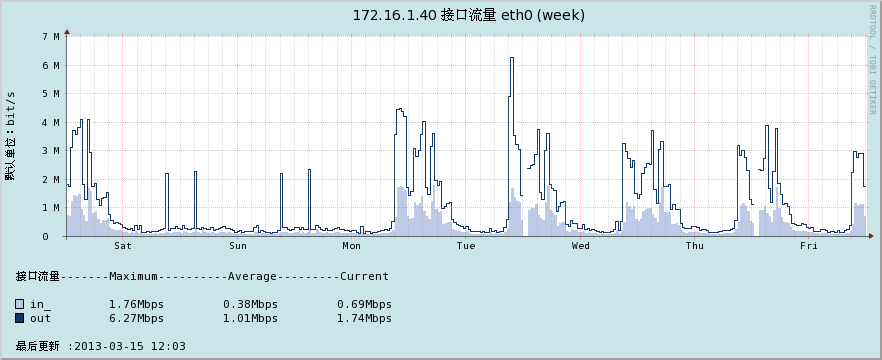 172.16.1.40 接口流量 eth0 (week)
RRDTOOL / TOBI OETIKER
默认单位：bit/s
7 M
6 M
5 M
4 M
3 M
2 M
1 M
0
Sat Sun Mon Tue Wed Thu Fri
接口流量-------Maximum----------Average---------Current
in_ 1.76Mbps 0.38Mbps 0.69Mbps
out 6.27Mbps 1.01Mbps 1.74Mbps
最后更新 :2013-03-15 12:03